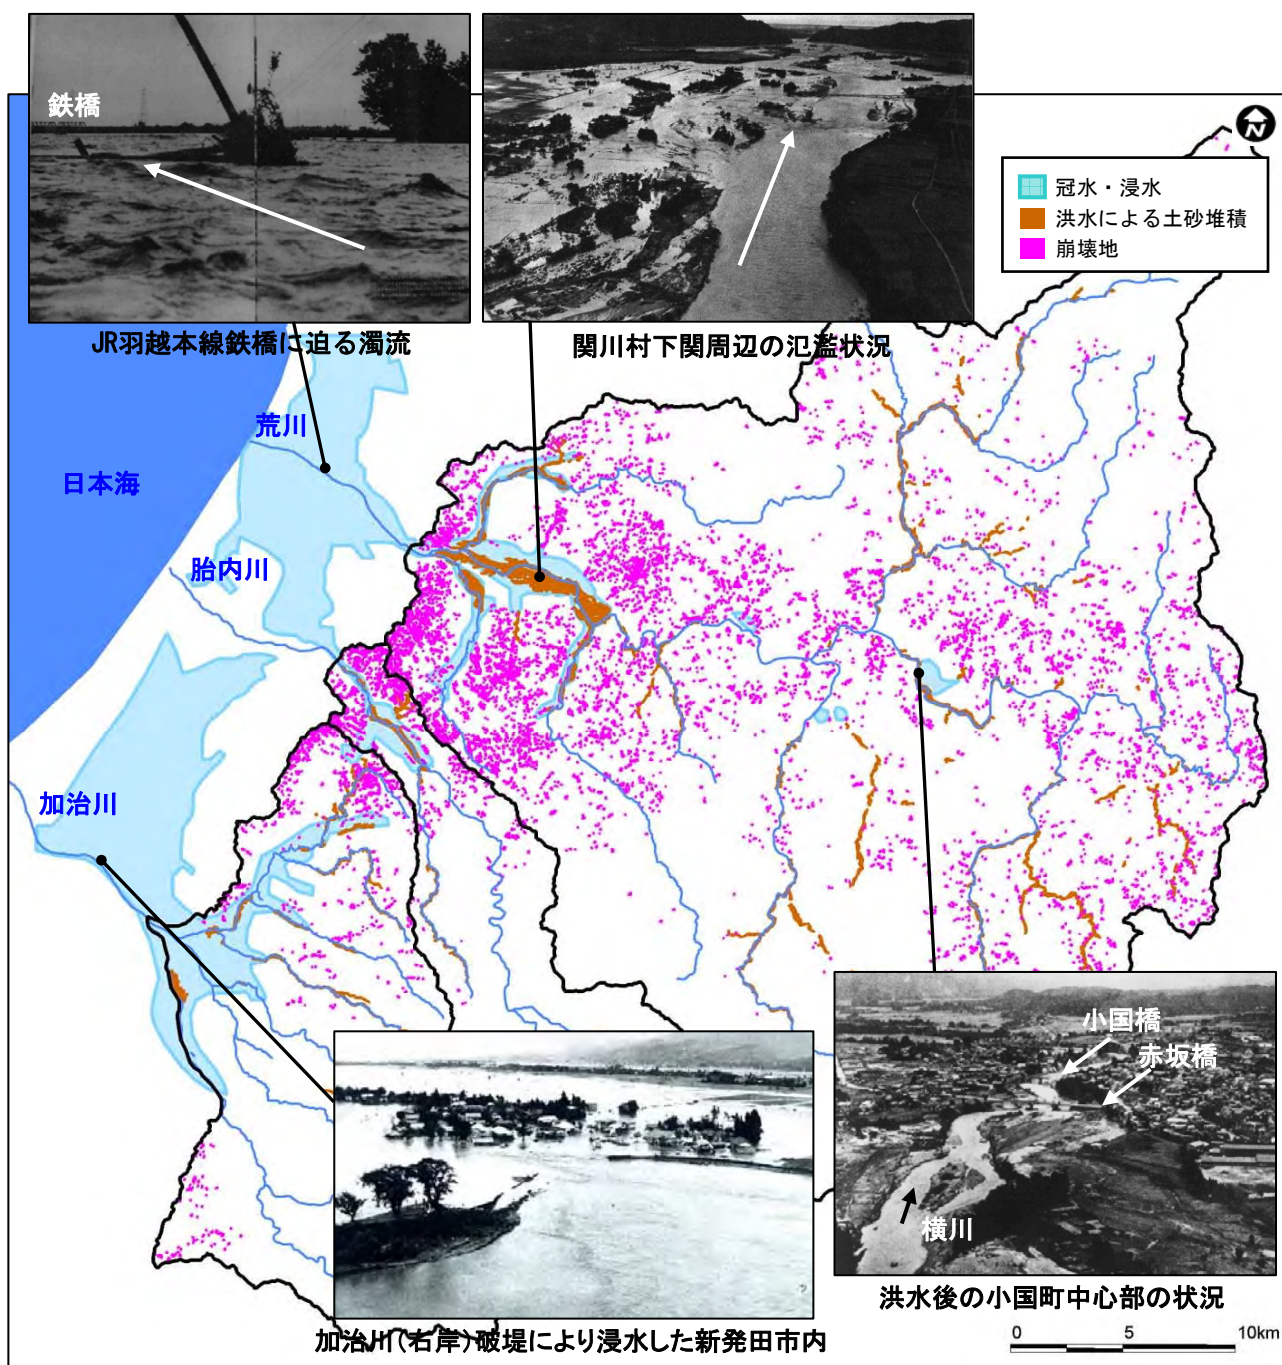 鉄橋
JR羽越本線鉄橋に迫る濁流
関川村下関周辺の氾濫状況
N
冠水・浸水
洪水による土砂堆積
崩壊地
荒川
日本海
胎内川
加治川
小国橋
赤坂橋
横川
洪水後の小国町中心部の状況
加治川(右岸)破堤により浸水した新発田市内
0 5 10km